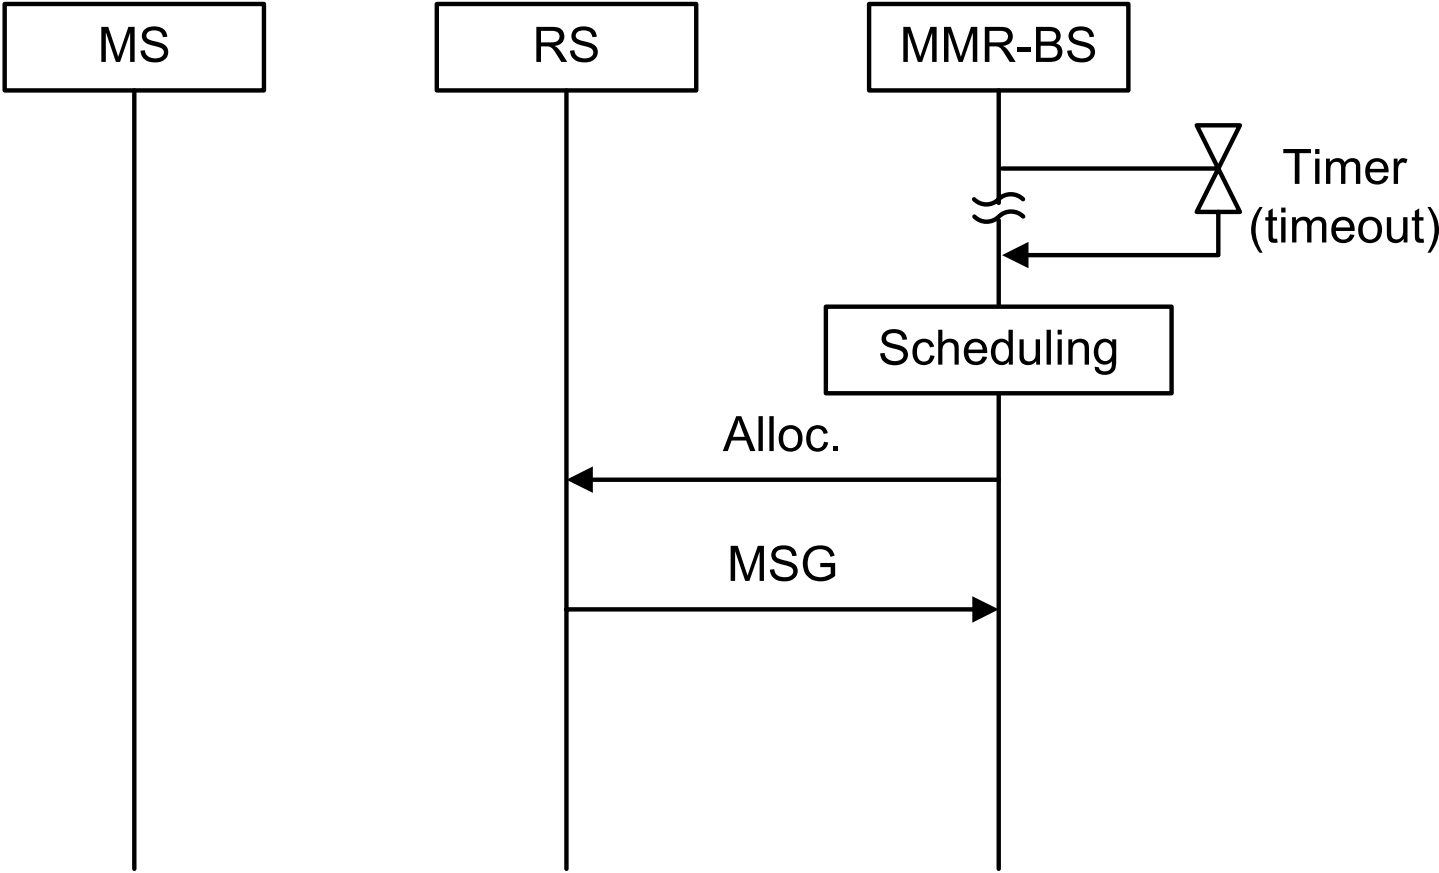 MS
RS
MMR-BS
Timer
(timeout)
Scheduling
Alloc.
MSG